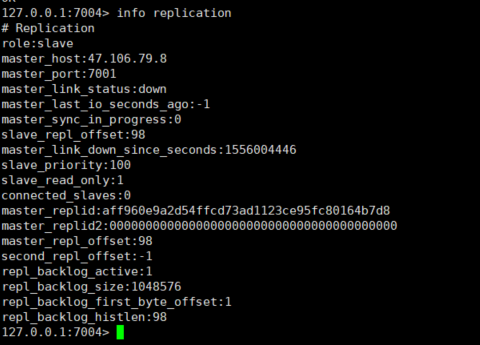 127.0.0.1:7004> info replication
# Replication
role:slave
master_host:47.106.79.8
master_port:7001
master_link_status:down
master_last_io_seconds_ago:-1
master_sync_in_progress:0
slave_repl_offset:98
master_link_down_since_seconds:1556004446
slave_priority:100
slave_read_only:1
connected_slaves:0
master_replid:aff960e9a2d54ffcd73ad1123ce95fc80164b7d8
master_replid2:0000000000000000000000000000000000000000
master_repl_offset:98
second_repl_offset:-1
repl_backlog_active:1
repl_backlog_size:1048576
repl_backlog_first_byte_offset:1
repl_backlog_histlen:98
127.0.0.1:7004>